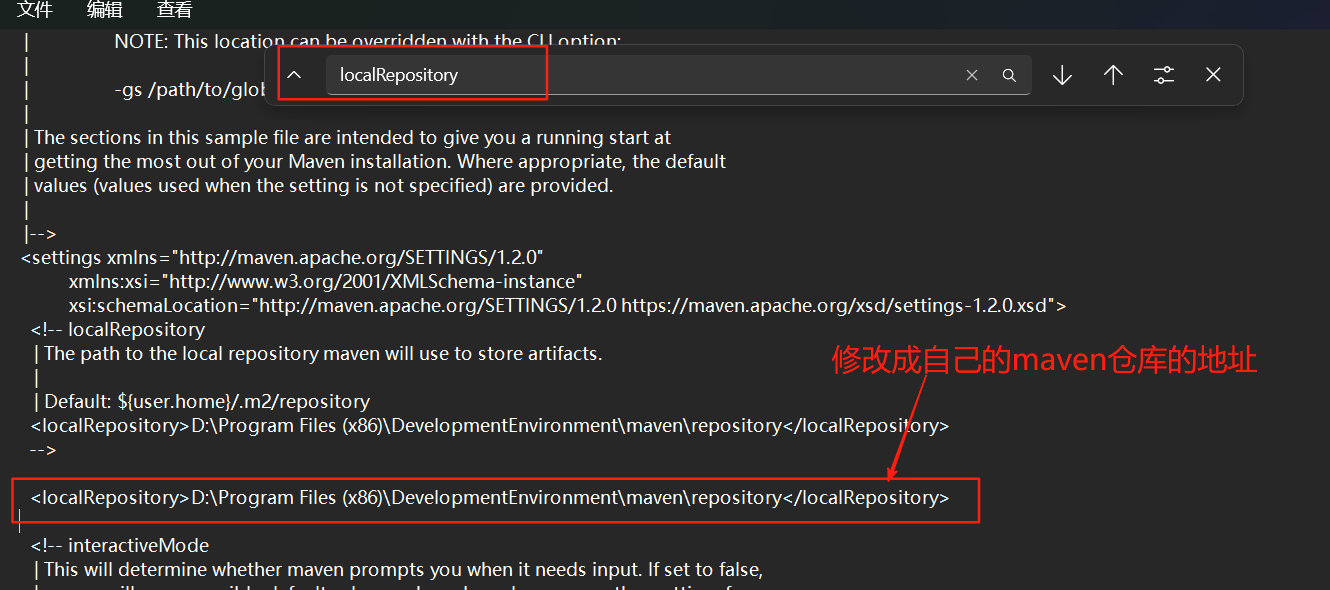 文件 编辑 查看
| NOTE: This location can be overridden with the CLI option:
|
localRepository
| -gs /path/to/glob
|
| The sections in this sample file are intended to give you a running start at
| getting the most out of your Maven installation. Where appropriate, the default
| values (values used when the setting is not specified) are provided.
|
|-->
<settings xmlns="http://maven.apache.org/SETTINGS/1.2.0"
xmlns:xsi="http://www.w3.org/2001/XMLSchema-instance"
xsi:schemaLocation="http://maven.apache.org/SETTINGS/1.2.0 https://maven.apache.org/xsd/settings-1.2.0.xsd">
<!-- localRepository
| The path to the local repository maven will use to store artifacts.
修改成自己的maven仓库的地址
|
| Default: ${user.home}/.m2/repository
<localRepository>D:\Program Files (x86)\DevelopmentEnvironment\maven\repository</localRepository>
-->
<localRepository>D:\Program Files (x86)\DevelopmentEnvironment\maven\repository</localRepository>
<!-- interactiveMode
| This will determine whether maven prompts you when it needs input. If set to false,